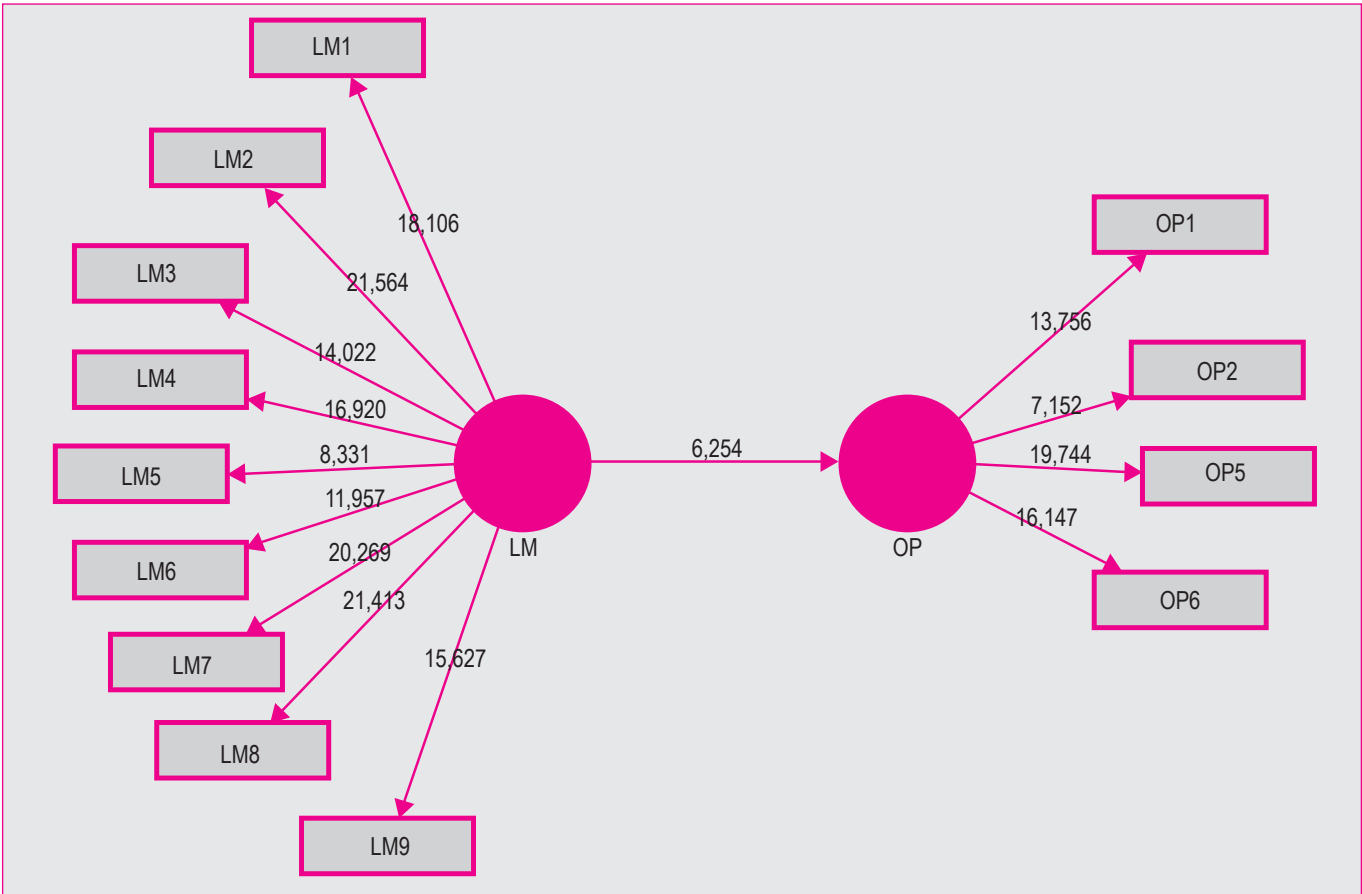 LM1
LM2
18,106
OP1
LM3
21,564
13,756
14,022
OP2
LM4
16,920
7,152
8,331
6,254
19,744
LM5
OP5
11,957
16,147
LM
OP
20,269
LM6
21,413
OP6
15,627
LM7
LM8
LM9